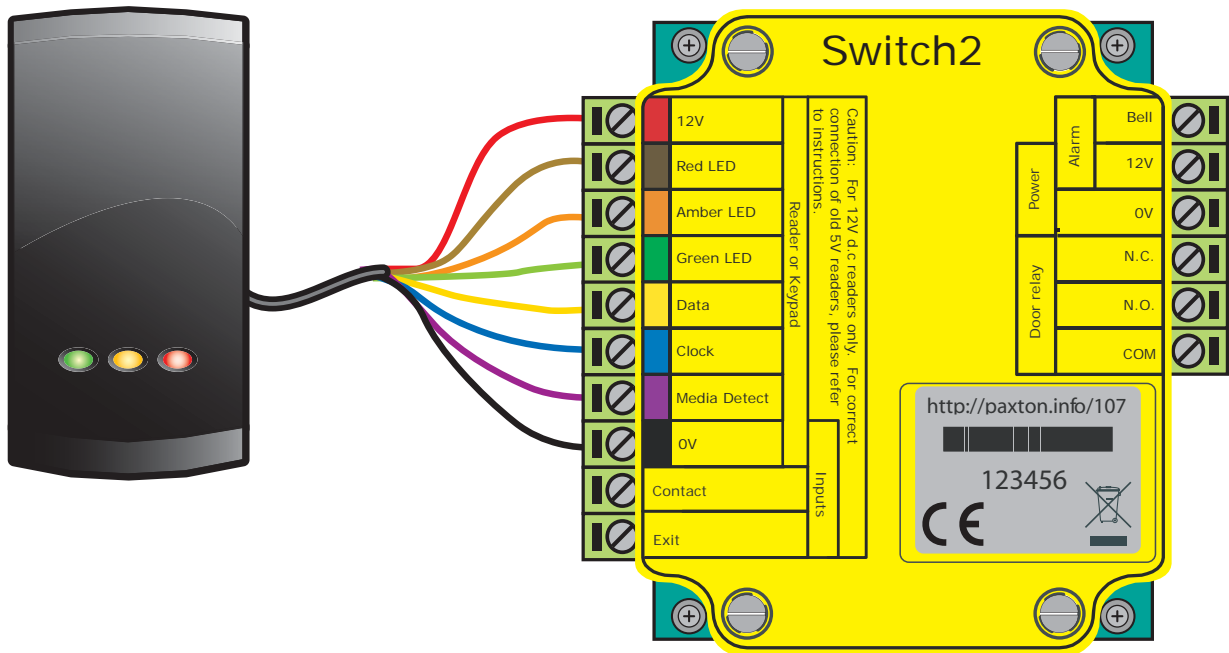 Switch2
12V
Red LED
Amber LED
Green LED
Data
Clock
Media Detect
0V
Contact
Exit
Reader or Keypad
Inputs
Caution: For 12V d.c readers only. For correct
connection of old 5V readers, please refer
to instructions.
Bell
12V
0V
N.C.
N.O.
COM
Alarm
Power
Door relay
http://paxton.info/107
123456
CE